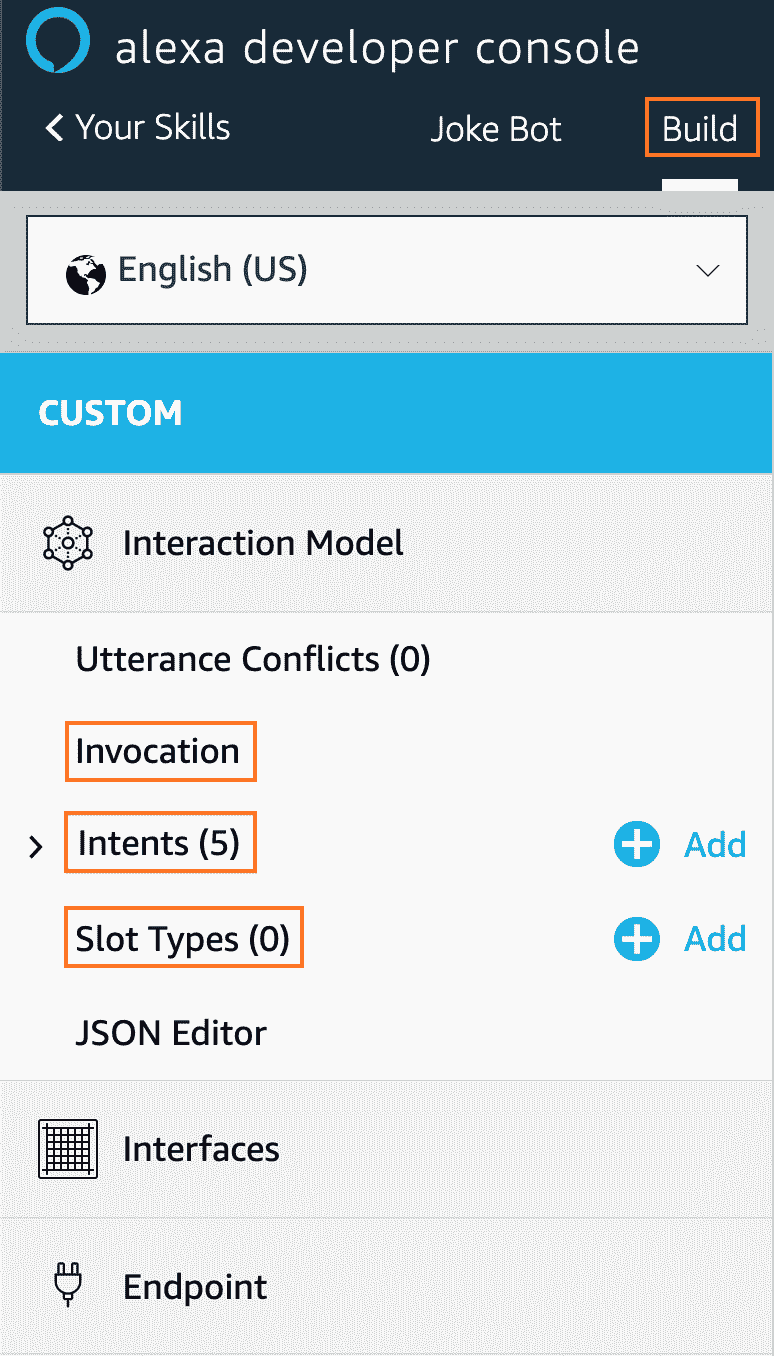 alexa developer console
Your Skills Joke Bot Build
English (US)
CUSTOM
Interaction Model
Utterance Conflicts (0)
Invocation
Intents (5) Add
Slot Types (0) Add
JSON Editor
Interfaces
Endpoint